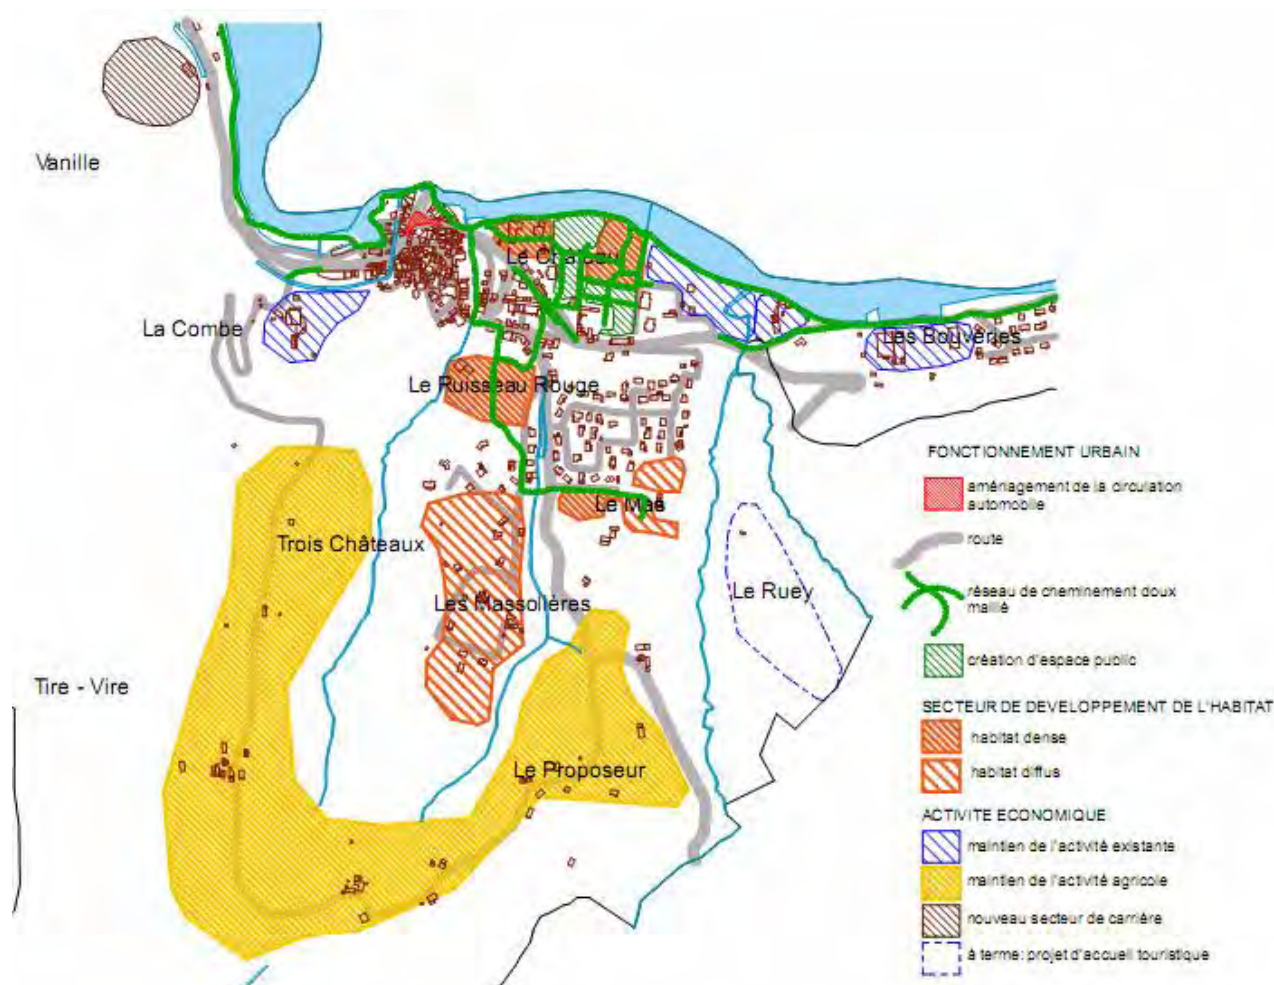 Vanille
Le Château
La Combe
Les Bouveries
Le Ruisseau Rouge
Le Mas
Trois Châteaux
Les Massolières
Le Ruey
Tire - Vire
Le Proposeur
FONCTIONNEMENT URBAIN
aménagement de la circulation
automobile
route
réseau de cheminement doux
maillé
création d'espace public
SECTEUR DE DEVELOPPEMENT DE L'HABITAT
habitat dense
habitat diffus
ACTIVITE ECONOMIQUE
maintien de l'activité existante
maintien de l'activité agricole
nouveau secteur de carrière
à terme: projet d'accueil touristique